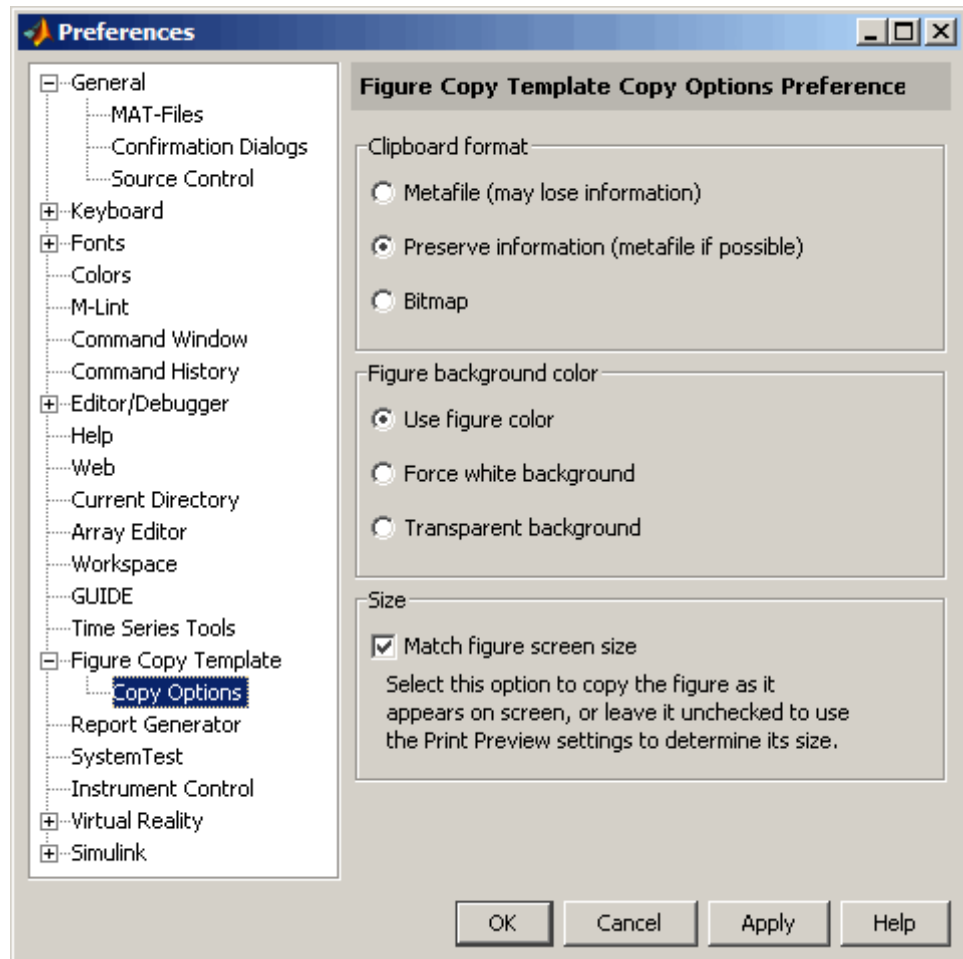 Preferences
General
MAT-Files
Confirmation Dialogs
Source Control
Keyboard
Fonts
Colors
M-Lint
Command Window
Command History
Editor/Debugger
Help
Web
Current Directory
Array Editor
Workspace
GUIDE
Time Series Tools
Figure Copy Template
Copy Options
Report Generator
SystemTest
Instrument Control
Virtual Reality
Simulink
Figure Copy Template Copy Options Preference
Clipboard format
Metafile (may lose information)
Preserve information (metafile if possible)
Bitmap
Figure background color
Use figure color
Force white background
Transparent background
Size
Match figure screen size
Select this option to copy the figure as it
appears on screen, or leave it unchecked to use
the Print Preview settings to determine its size.
OK
Cancel
Apply
Help